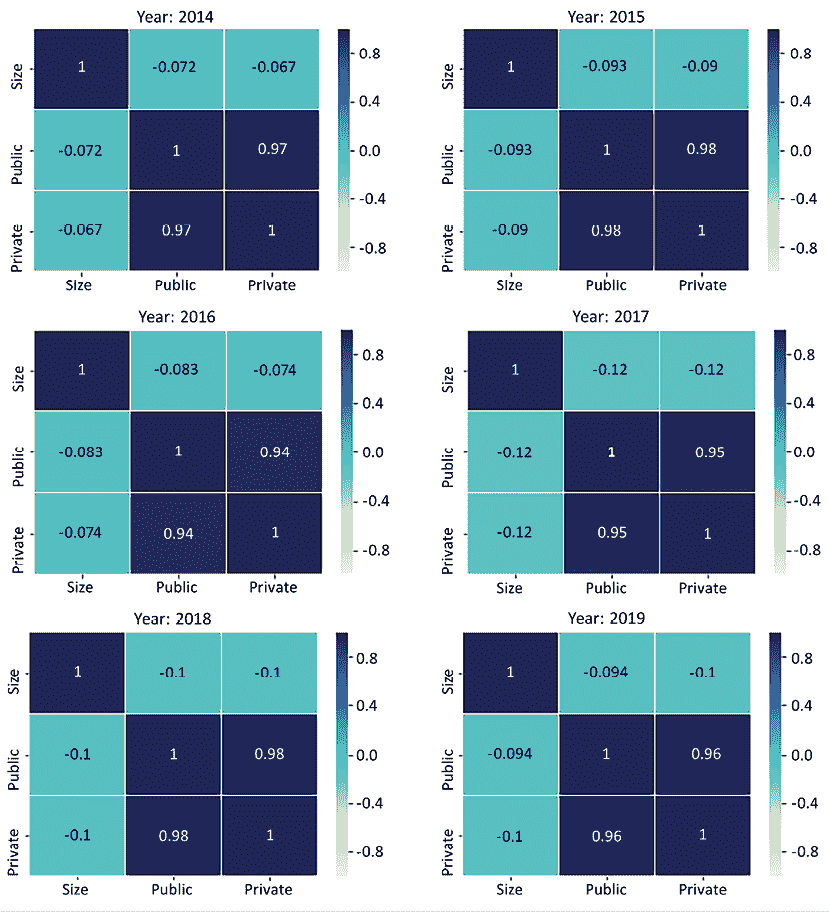 Year: 2014
Size 1 -0.072 -0.067
Public -0.072 1 0.97
Private -0.067 0.97 1
Size Public Private
0.8
0.4
0.0
-0.4
-0.8
Year: 2015
Size 1 -0.093 -0.09
Public -0.093 1 0.98
Private -0.09 0.98 1
Size Public Private
0.8
0.4
0.0
-0.4
-0.8
Year: 2016
Size 1 -0.083 -0.074
Public -0.083 1 0.94
Private -0.074 0.94 1
Size Public Private
0.8
0.4
0.0
-0.4
-0.8
Year: 2017
Size 1 -0.12 -0.12
Public -0.12 1 0.95
Private -0.12 0.95 1
Size Public Private
0.8
0.4
0.0
-0.4
-0.8
Year: 2018
Size 1 -0.1 -0.1
Public -0.1 1 0.98
Private -0.1 0.98 1
Size Public Private
0.8
0.4
0.0
-0.4
-0.8
Year: 2019
Size 1 -0.094 -0.1
Public -0.094 1 0.96
Private -0.1 0.96 1
Size Public Private
0.8
0.4
0.0
-0.4
-0.8